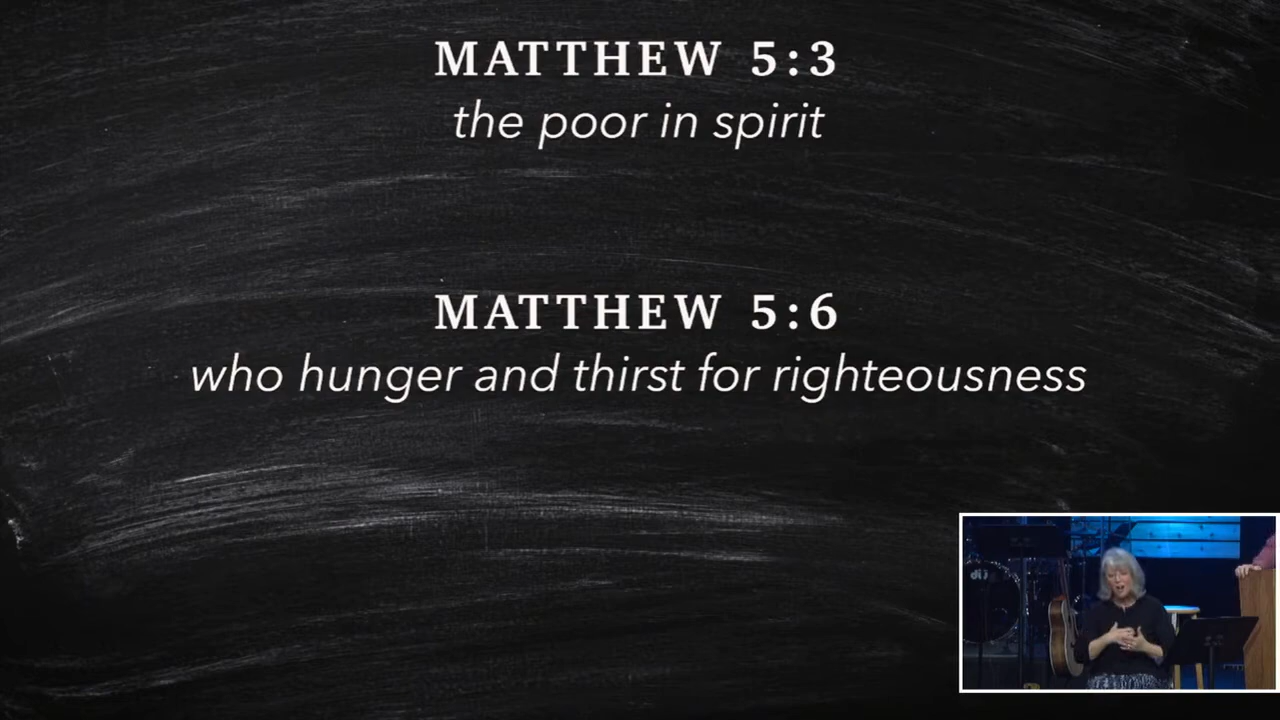 MATTHEW 5:3
the poor in spirit
MATTHEW 5:6
who hunger and thirst for righteousness